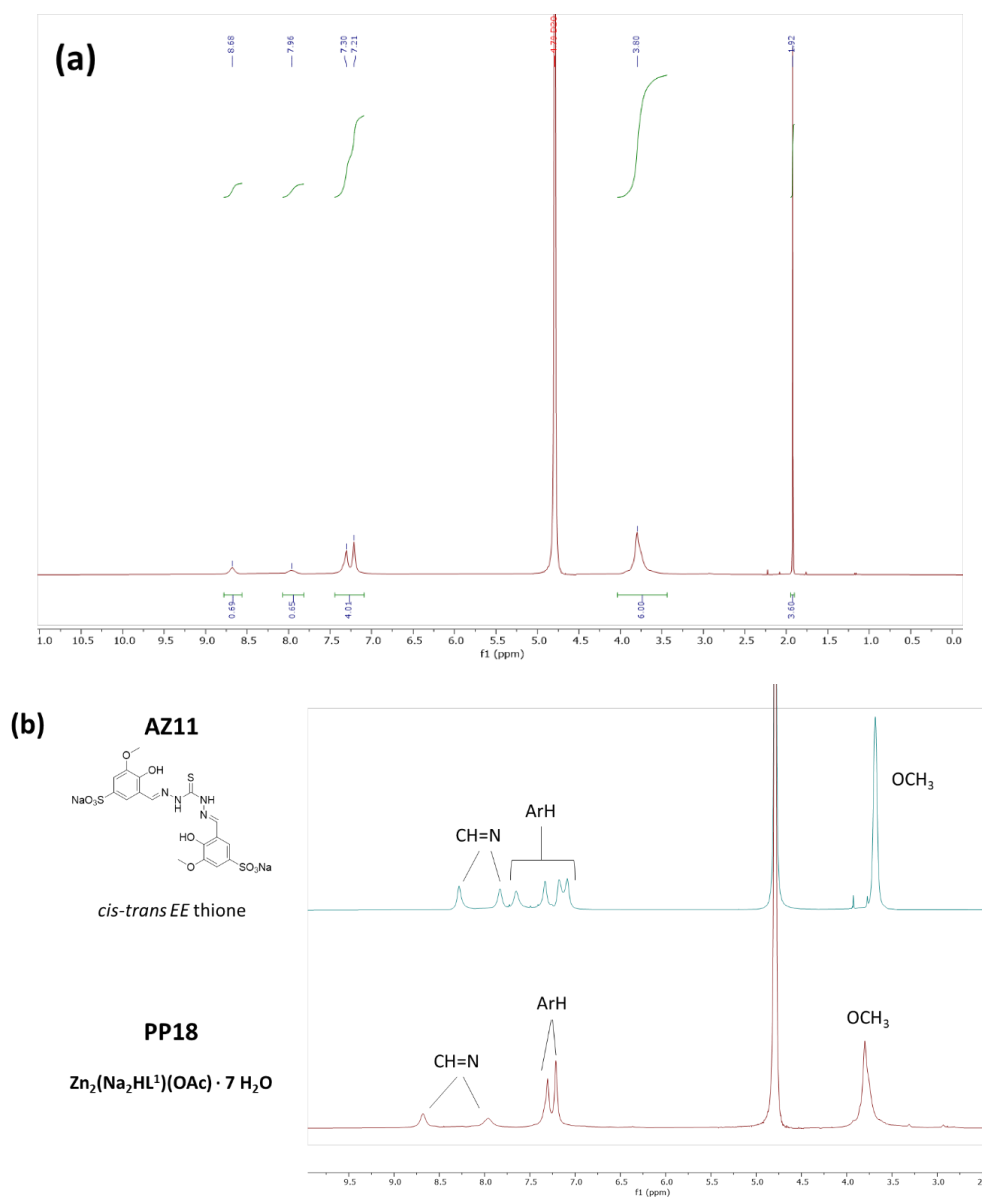 (a)
8.68
7.96
7.30
7.21
4.79 D2O
3.80
1.92
0.69
0.65
4.01
6.00
3.60
1.0 10.0 9.5 9.0 8.5 8.0 7.5 7.0 6.5 6.0 5.5 5.0 4.5 4.0 3.5 3.0 2.5 2.0 1.5 1.0 0.5 0.0
f1 (ppm)
(b)
AZ11
O
OH
S
NaO3S
N
NH
H
NH
N
HO
O
SO3Na
cis-trans EE thione
CH=N
ArH
OCH3
PP18
Zn2(Na2HL1)(OAc) · 7 H2O
CH=N
ArH
OCH3
9.5 9.0 8.5 8.0 7.5 7.0 6.5 6.0 5.5 5.0 4.5 4.0 3.5 3.0 2.
f1 (ppm)